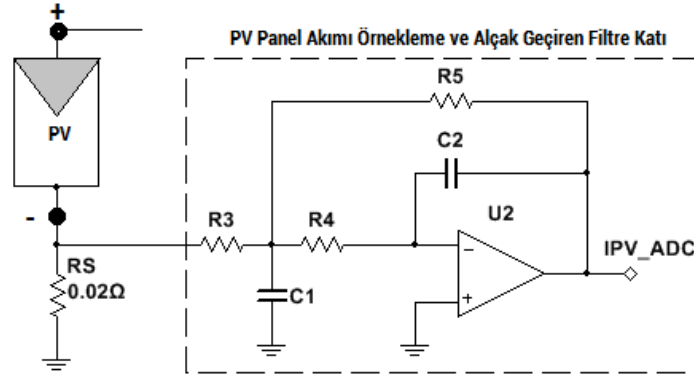 +
PV Panel Akımı Örnekleme ve Alçak Geçiren Filtre Katı
R5
PV
C2
-
R3
R4
U2
IPV_ADC
RS
0.02Ω
C1
−
+